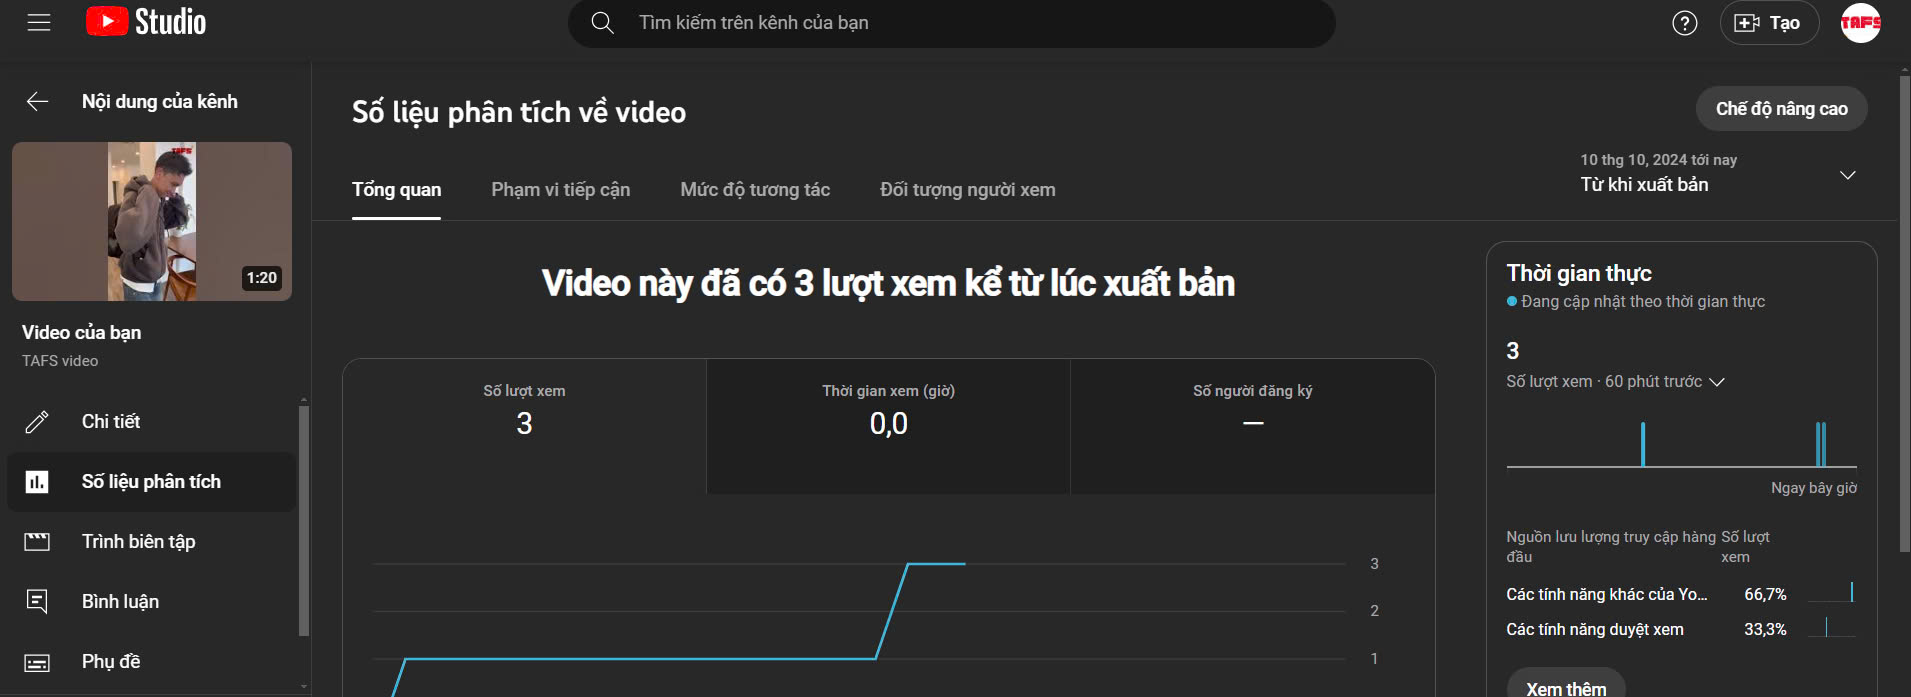 Studio
Tìm kiếm trên kênh của bạn
?
Tạo
TAFS
Nội dung của kênh
TAFS
1:20
Video của bạn
TAFS video
Chi tiết
Số liệu phân tích
Trình biên tập
Bình luận
Phụ đề
Số liệu phân tích về video
Chế độ nâng cao
Tổng quan
Phạm vi tiếp cận
Mức độ tương tác
Đối tượng người xem
10 thg 10, 2024 tới nay
Từ khi xuất bản
Video này đã có 3 lượt xem kể từ lúc xuất bản
Số lượt xem
3
Thời gian xem (giờ)
0,0
Số người đăng ký
—
3
2
1
Thời gian thực
Đang cập nhật theo thời gian thực
3
Số lượt xem · 60 phút trước
Ngay bây giờ
Nguồn lưu lượng truy cập hàng đầu
Số lượt xem
Các tính năng khác của Yo... 66,7%
Các tính năng duyệt xem 33,3%
Xem thêm